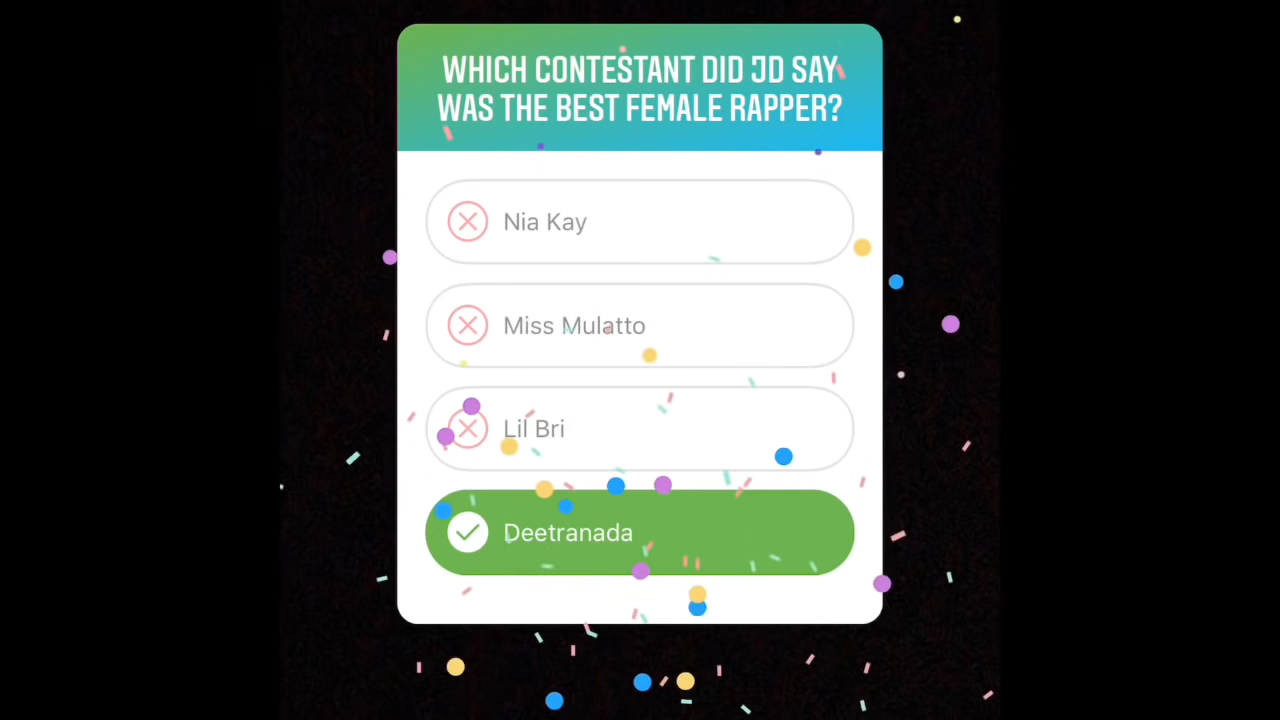 WHICH CONTESTANT DID JD SAY
WAS THE BEST FEMALE RAPPER?
Nia Kay
Miss Mulatto
Lil Bri
Deetranada